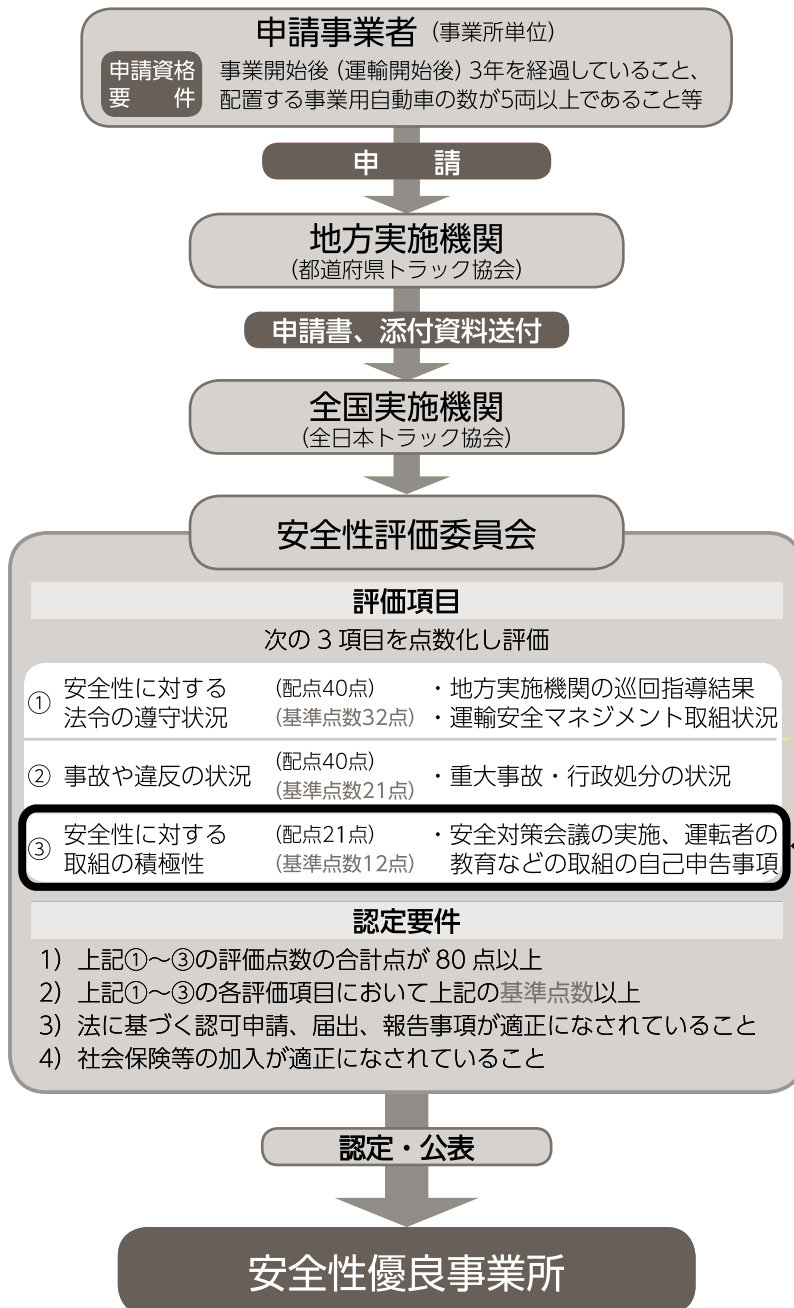 申請事業者（事業所単位）
申請資格要件
事業開始後（運輸開始後）3年を経過していること、
配置する事業用自動車の数が5両以上であること等
申 請
地方実施機関
（都道府県トラック協会）
申請書、添付資料送付
全国実施機関
（全日本トラック協会）
安全性評価委員会
評価項目
次の3項目を点数化し評価
① 安全性に対する （配点40点） ・地方実施機関の巡回指導結果
法令の遵守状況 （基準点数32点） ・運輸安全マネジメント取組状況
② 事故や違反の状況 （配点40点） ・重大事故・行政処分の状況
（基準点数21点）
③ 安全性に対する （配点21点） ・安全対策会議の実施、運転者の
取組の積極性 （基準点数12点） 教育などの取組の自己申告事項
認定要件
1）上記①～③の評価点数の合計点が80点以上
2）上記①～③の各評価項目において上記の基準点数以上
3）法に基づく認可申請、届出、報告事項が適正になされていること
4）社会保険等の加入が適正になされていること
認定・公表
安全性優良事業所